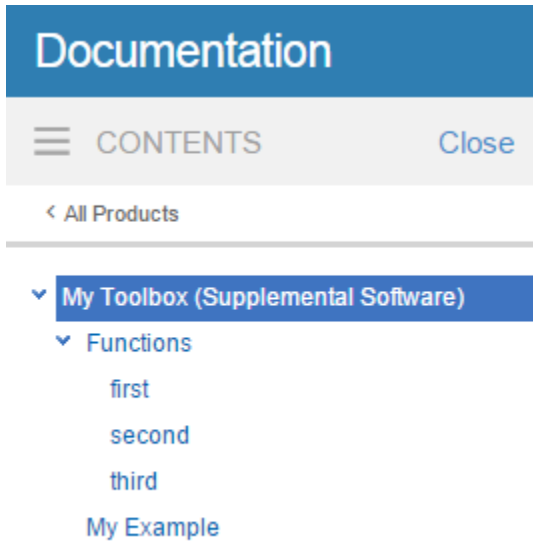 Documentation
CONTENTS Close
< All Products
My Toolbox (Supplemental Software)
Functions
first
second
third
My Example